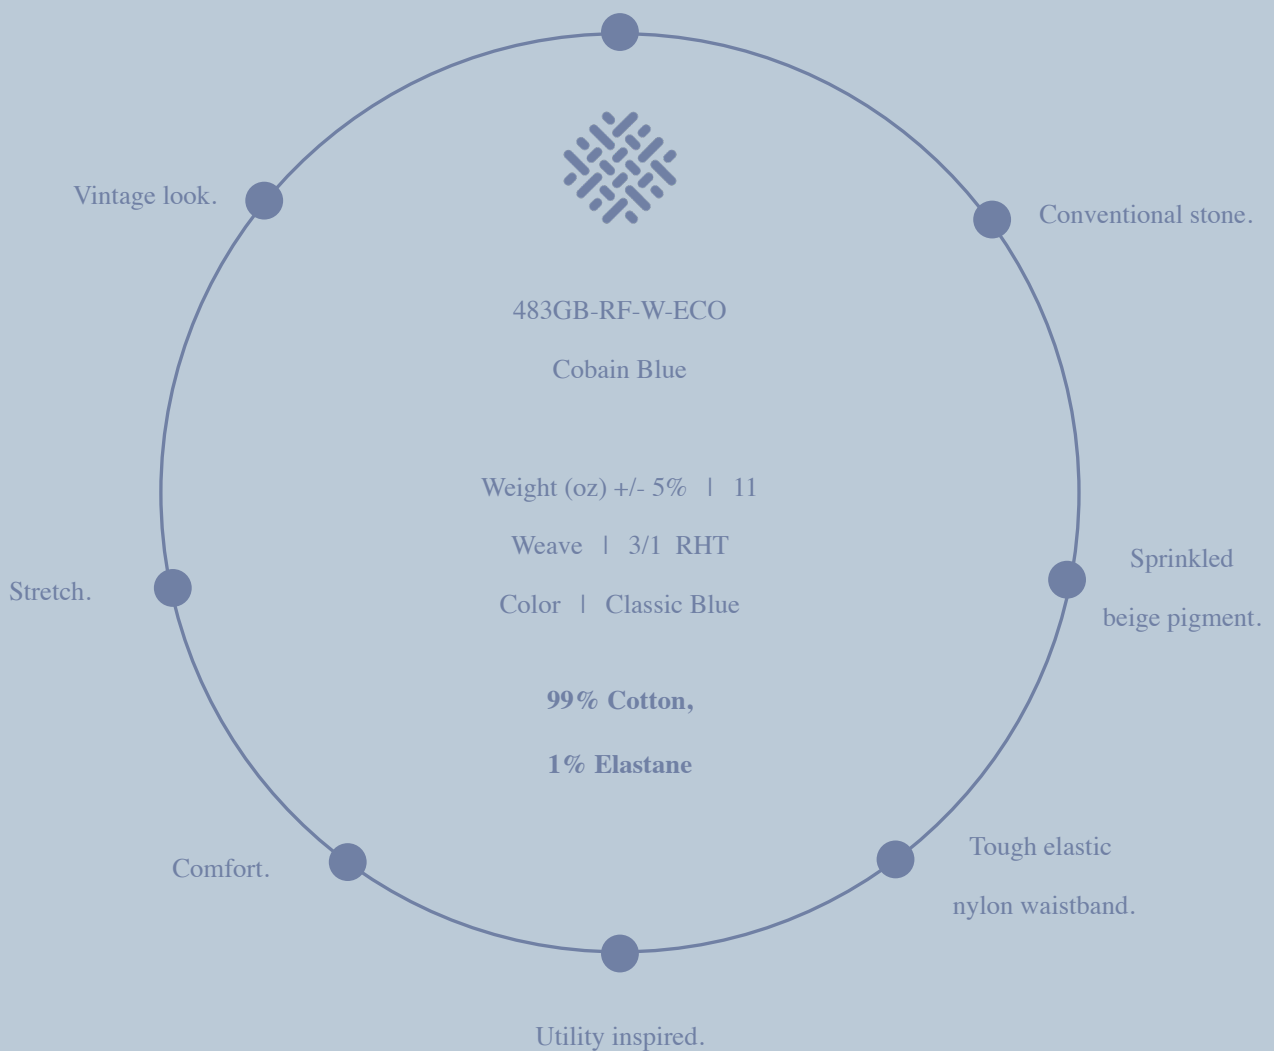 Vintage look.
Conventional stone.
483GB-RF-W-ECO
Cobain Blue
Weight (oz) +/- 5% | 11
Weave | 3/1 RHT
Color | Classic Blue
Stretch.
Sprinkled
beige pigment.
99% Cotton,
1% Elastane
Comfort.
Tough elastic
nylon waistband.
Utility inspired.